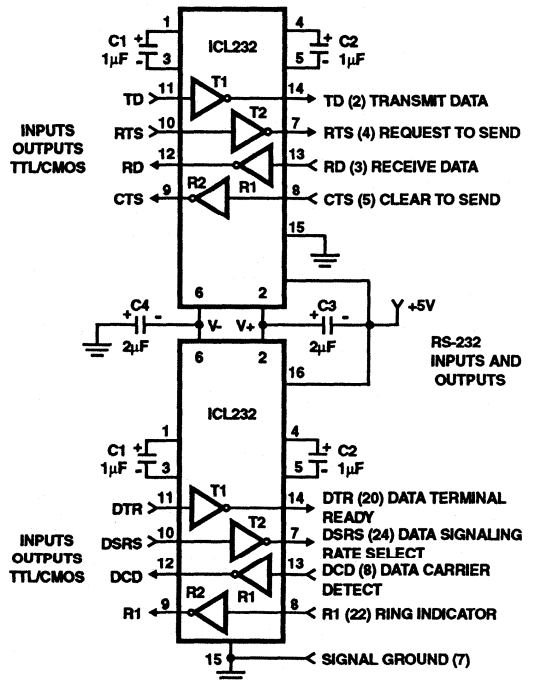 1 ICL232 4
C1 + 1µF - 3
+ C2 1µF - 5
T1
TD 11 14 TD (2) TRANSMIT DATA
T2
RTS 10 7 RTS (4) REQUEST TO SEND
INPUTS
OUTPUTS
TTL/CMOS
RD 12 13 RD (3) RECEIVE DATA
R2 R1
CTS 9 8 CTS (5) CLEAR TO SEND
15
6 2
C4 + - 2µF
V- V+
C3 + - 2µF
+5V
RS-232
INPUTS AND
OUTPUTS
6 2
16
ICL232
1 4
C1 + 1µF - 3
+ C2 1µF - 5
T1
DTR 11 14 DTR (20) DATA TERMINAL
READY
T2
DSRS 10 7 DSRS (24) DATA SIGNALING
RATE SELECT
INPUTS
OUTPUTS
TTL/CMOS
DCD 12 13 DCD (8) DATA CARRIER
DETECT
R2 R1
R1 9 8 R1 (22) RING INDICATOR
15 SIGNAL GROUND (7)